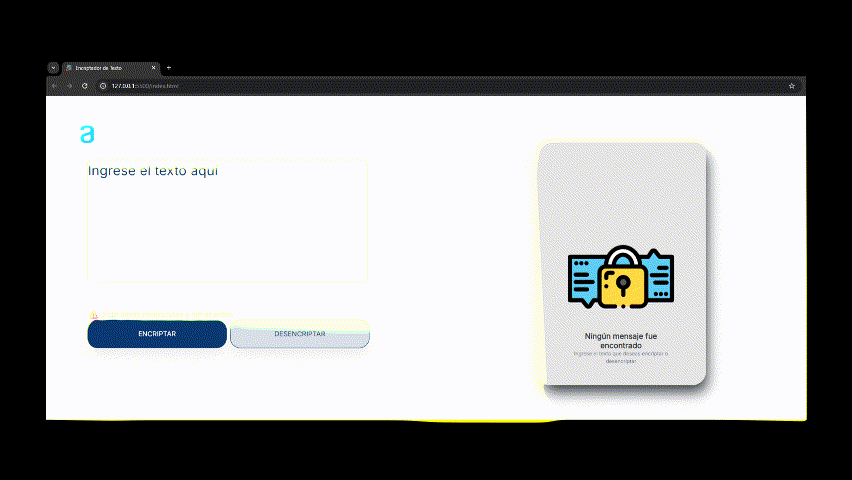 Encriptador de Texto
127.0.0.1:5500/index.html
a
Ingrese el texto aquí
ENCRIPTAR
DESENCRIPTAR
Ningún mensaje fue
encontrado
Ingrese el texto que deseas encriptar o
desencriptar